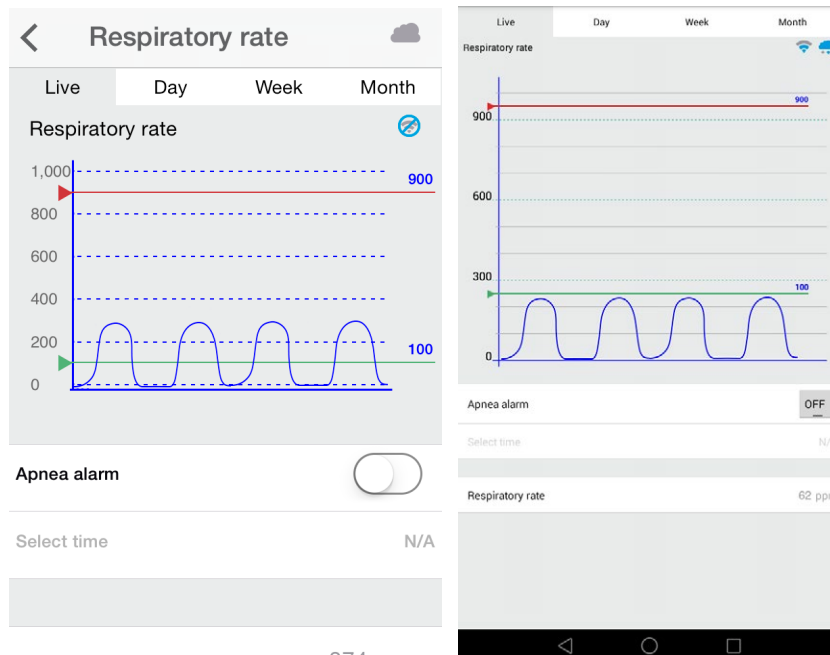 Respiratory rate
Live Day Week Month
Respiratory rate
1,000
900
800
600
400
200
100
0
Apnea alarm
Select time N/A
Live Day Week Month
Respiratory rate
900
900
600
300
100
0
Apnea alarm OFF
Select time N/
Respiratory rate 62 pp